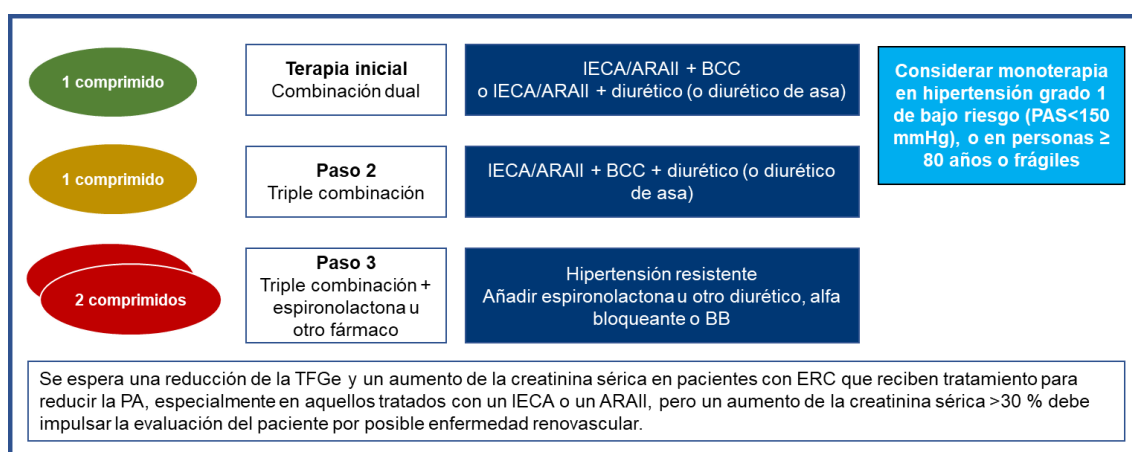 1 comprimido
Terapia inicial
Combinación dual
IECA/ARAII + BCC
o IECA/ARAII + diurético (o diurético de asa)
Considerar monoterapia
en hipertensión grado 1
de bajo riesgo (PAS<150
mmHg), o en personas ≥
80 años o frágiles
1 comprimido
Paso 2
Triple combinación
IECA/ARAII + BCC + diurético (o diurético
de asa)
2 comprimidos
Paso 3
Triple combinación +
espironolactona u
otro fármaco
Hipertensión resistente
Añadir espironolactona u otro diurético, alfa
bloqueante o BB
Se espera una reducción de la TFGe y un aumento de la creatinina sérica en pacientes con ERC que reciben tratamiento para
reducir la PA, especialmente en aquellos tratados con un IECA o un ARAII, pero un aumento de la creatinina sérica >30 % debe
impulsar la evaluación del paciente por posible enfermedad renovascular.